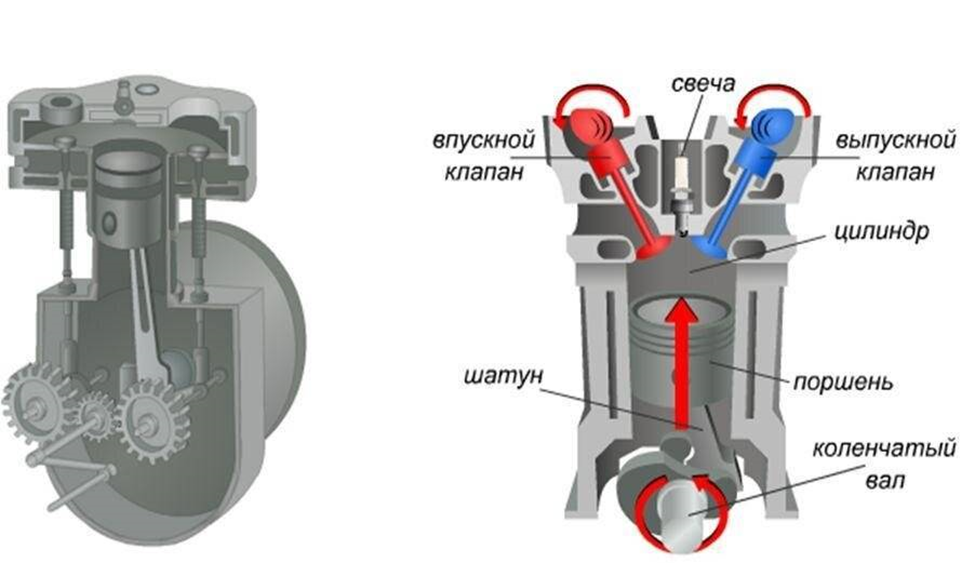 свеча
впускной
клапан
выпускной
клапан
цилиндр
шатун
поршень
коленчатый
вал